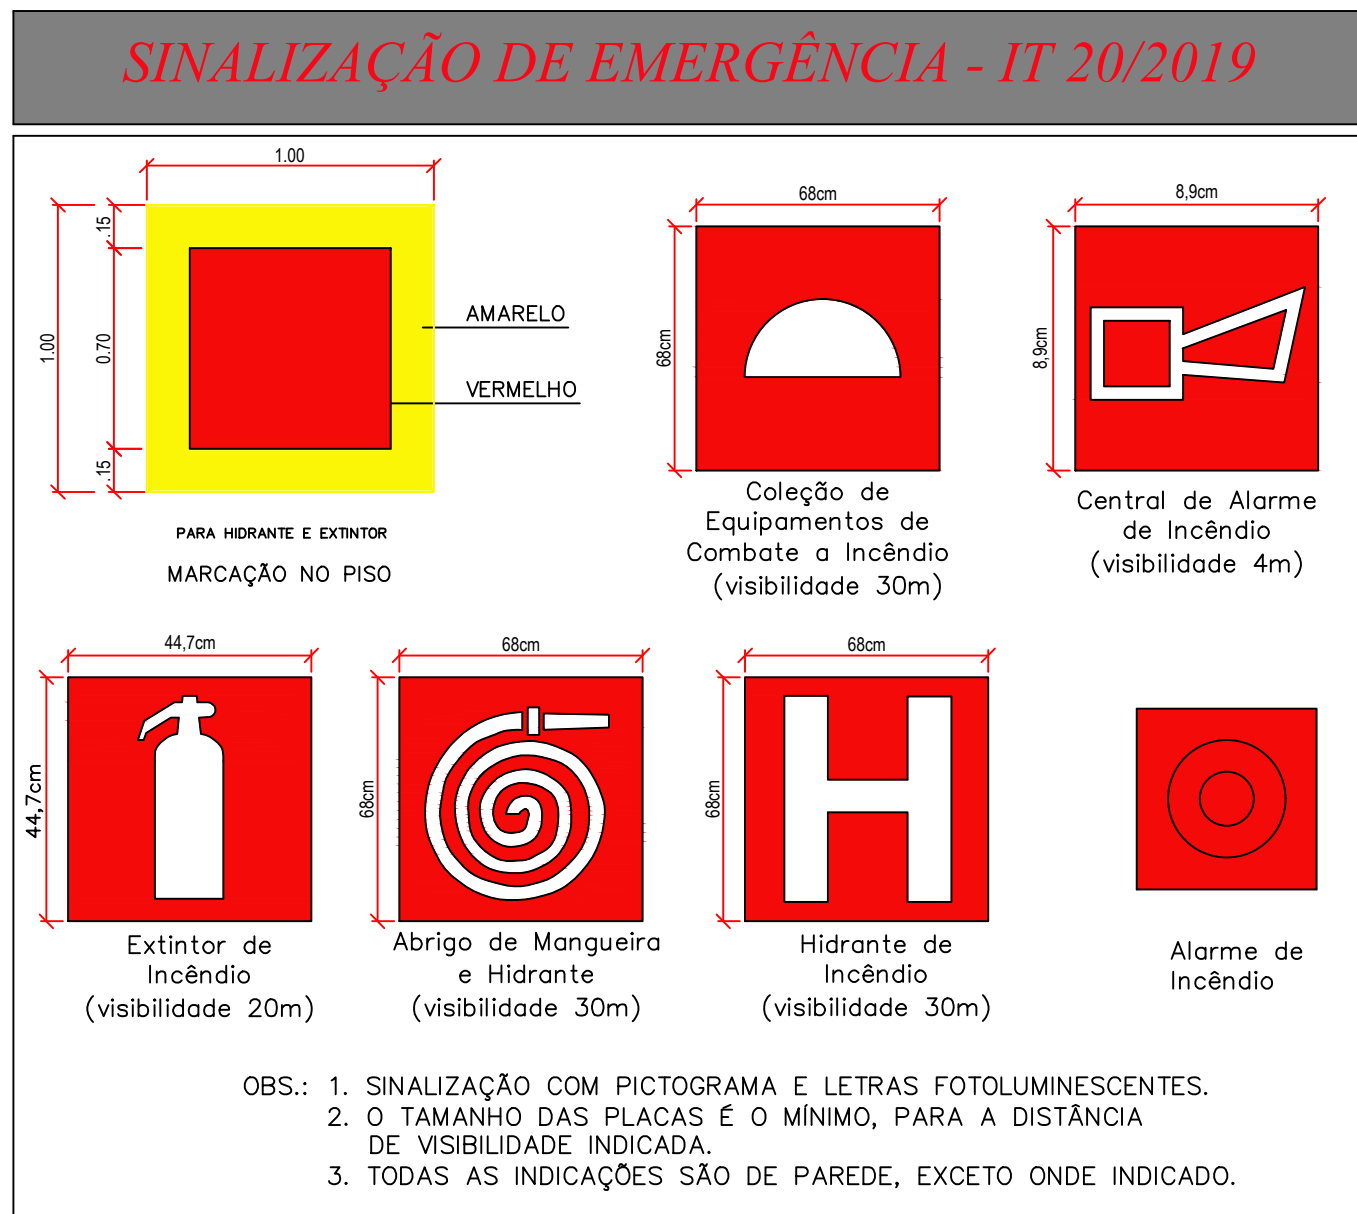 SINALIZAÇÃO DE EMERGÊNCIA - IT 20/2019
1.00
1.00
.15
0.70
.15
AMARELO
VERMELHO
PARA HIDRANTE E EXTINTOR
MARCAÇÃO NO PISO
68cm
68cm
Coleção de
Equipamentos de
Combate a Incêndio
(visibilidade 30m)
8,9cm
8,9cm
Central de Alarme
de Incêndio
(visibilidade 4m)
44,7cm
44,7cm
Extintor de
Incêndio
(visibilidade 20m)
68cm
68cm
Abrigo de Mangueira
e Hidrante
(visibilidade 30m)
68cm
68cm
H
Hidrante de
Incêndio
(visibilidade 30m)
Alarme de
Incêndio
OBS.: 1. SINALIZAÇÃO COM PICTOGRAMA E LETRAS FOTOLUMINESCENTES.
2. O TAMANHO DAS PLACAS É O MÍNIMO, PARA A DISTÂNCIA
DE VISIBILIDADE INDICADA.
3. TODAS AS INDICAÇÕES SÃO DE PAREDE, EXCETO ONDE INDICADO.